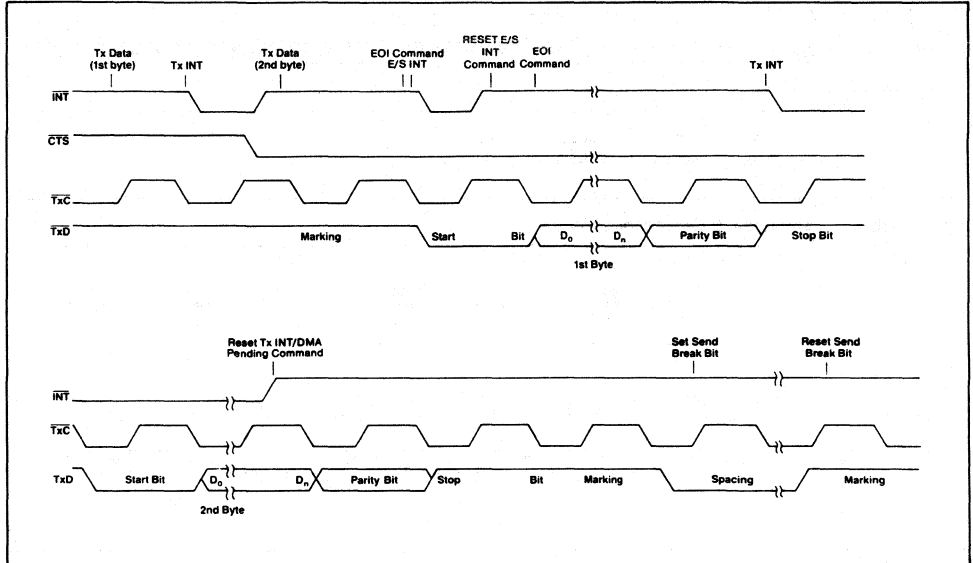 Tx Data
(1st byte)
Tx INT
Tx Data
(2nd byte)
EOI Command
E/S INT
RESET E/S
INT
Command
EOI
Command
Tx INT
INT
CTS
TxC
TxD
Marking
Start
Bit
D0
Dn
Parity Bit
Stop Bit
1st Byte
Reset Tx INT/DMA
Pending Command
Set Send
Break Bit
Reset Send
Break Bit
INT
TxC
TxD
Start Bit
D0
Dn
Parity Bit
Stop
Bit
Marking
Spacing
Marking
2nd Byte